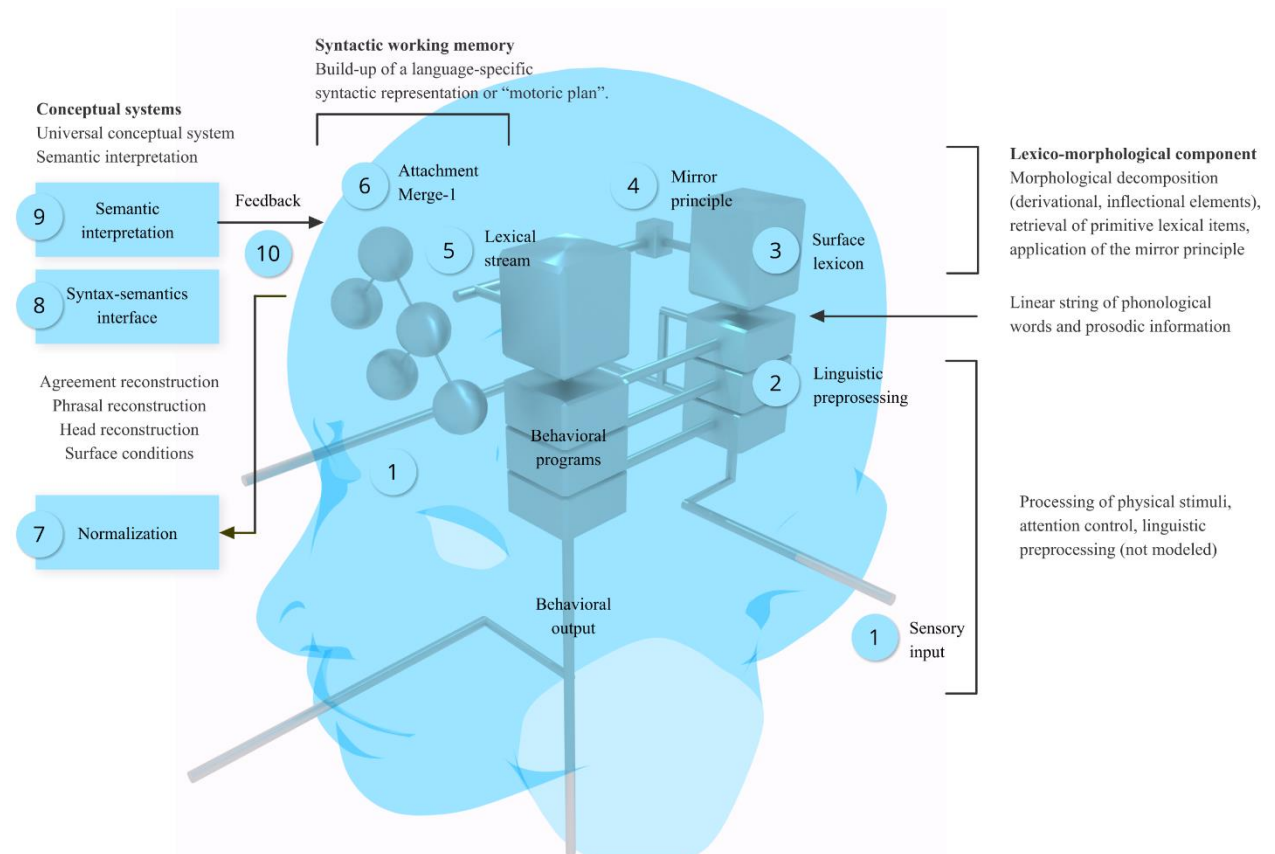 Syntactic working memory
Build-up of a language-specific
syntactic representation or “motoric plan”.
Conceptual systems
Universal conceptual system
Semantic interpretation
9
Semantic
interpretation
Feedback
10
8
Syntax-semantics
interface
Agreement reconstruction
Phrasal reconstruction
Head reconstruction
Surface conditions
7
Normalization
6
Attachment
Merge-1
5
Lexical
stream
4
Mirror
principle
3
Surface
lexicon
2
Linguistic
preprosessing
1
Behavioral
programs
Behavioral
output
1
Sensory
input
Lexico-morphological component
Morphological decomposition
(derivational, inflectional elements),
retrieval of primitive lexical items,
application of the mirror principle
Linear string of phonological
words and prosodic information
Processing of physical stimuli,
attention control, linguistic
preprocessing (not modeled)